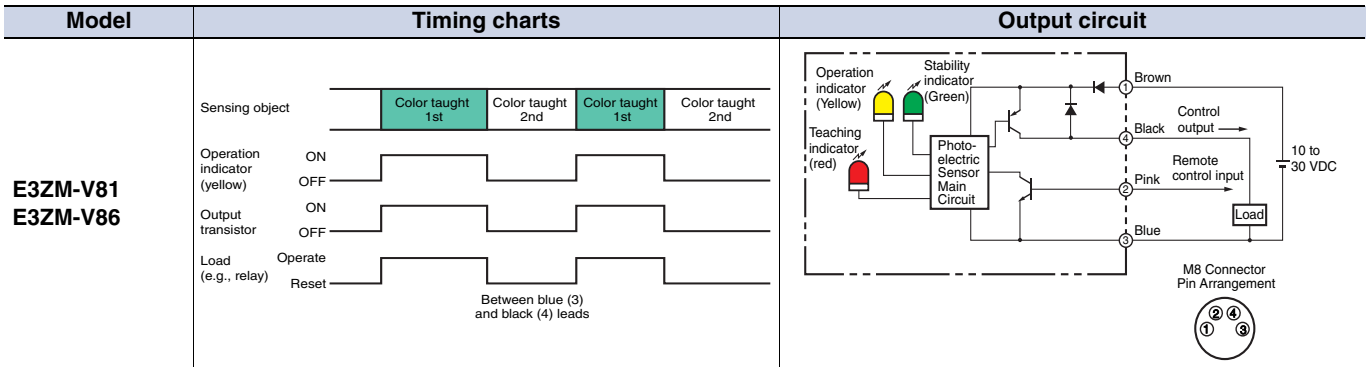 Model
Timing charts
Output circuit
E3ZM-V81
E3ZM-V86
Sensing object
Color taught
1st
Color taught
2nd
Color taught
1st
Color taught
2nd
Operation
indicator
(yellow)
ON
OFF
Output
transistor
ON
OFF
Load
(e.g., relay)
Operate
Reset
Between blue (3)
and black (4) leads
Operation
indicator
(Yellow)
Stability
indicator
(Green)
Teaching
indicator
(red)
Photo-
electric
Sensor
Main
Circuit
1
Brown
Control
output
4
Black
Remote
control input
2
Pink
10 to
30 VDC
Load
3
Blue
M8 Connector
Pin Arrangement
2 4
1 3